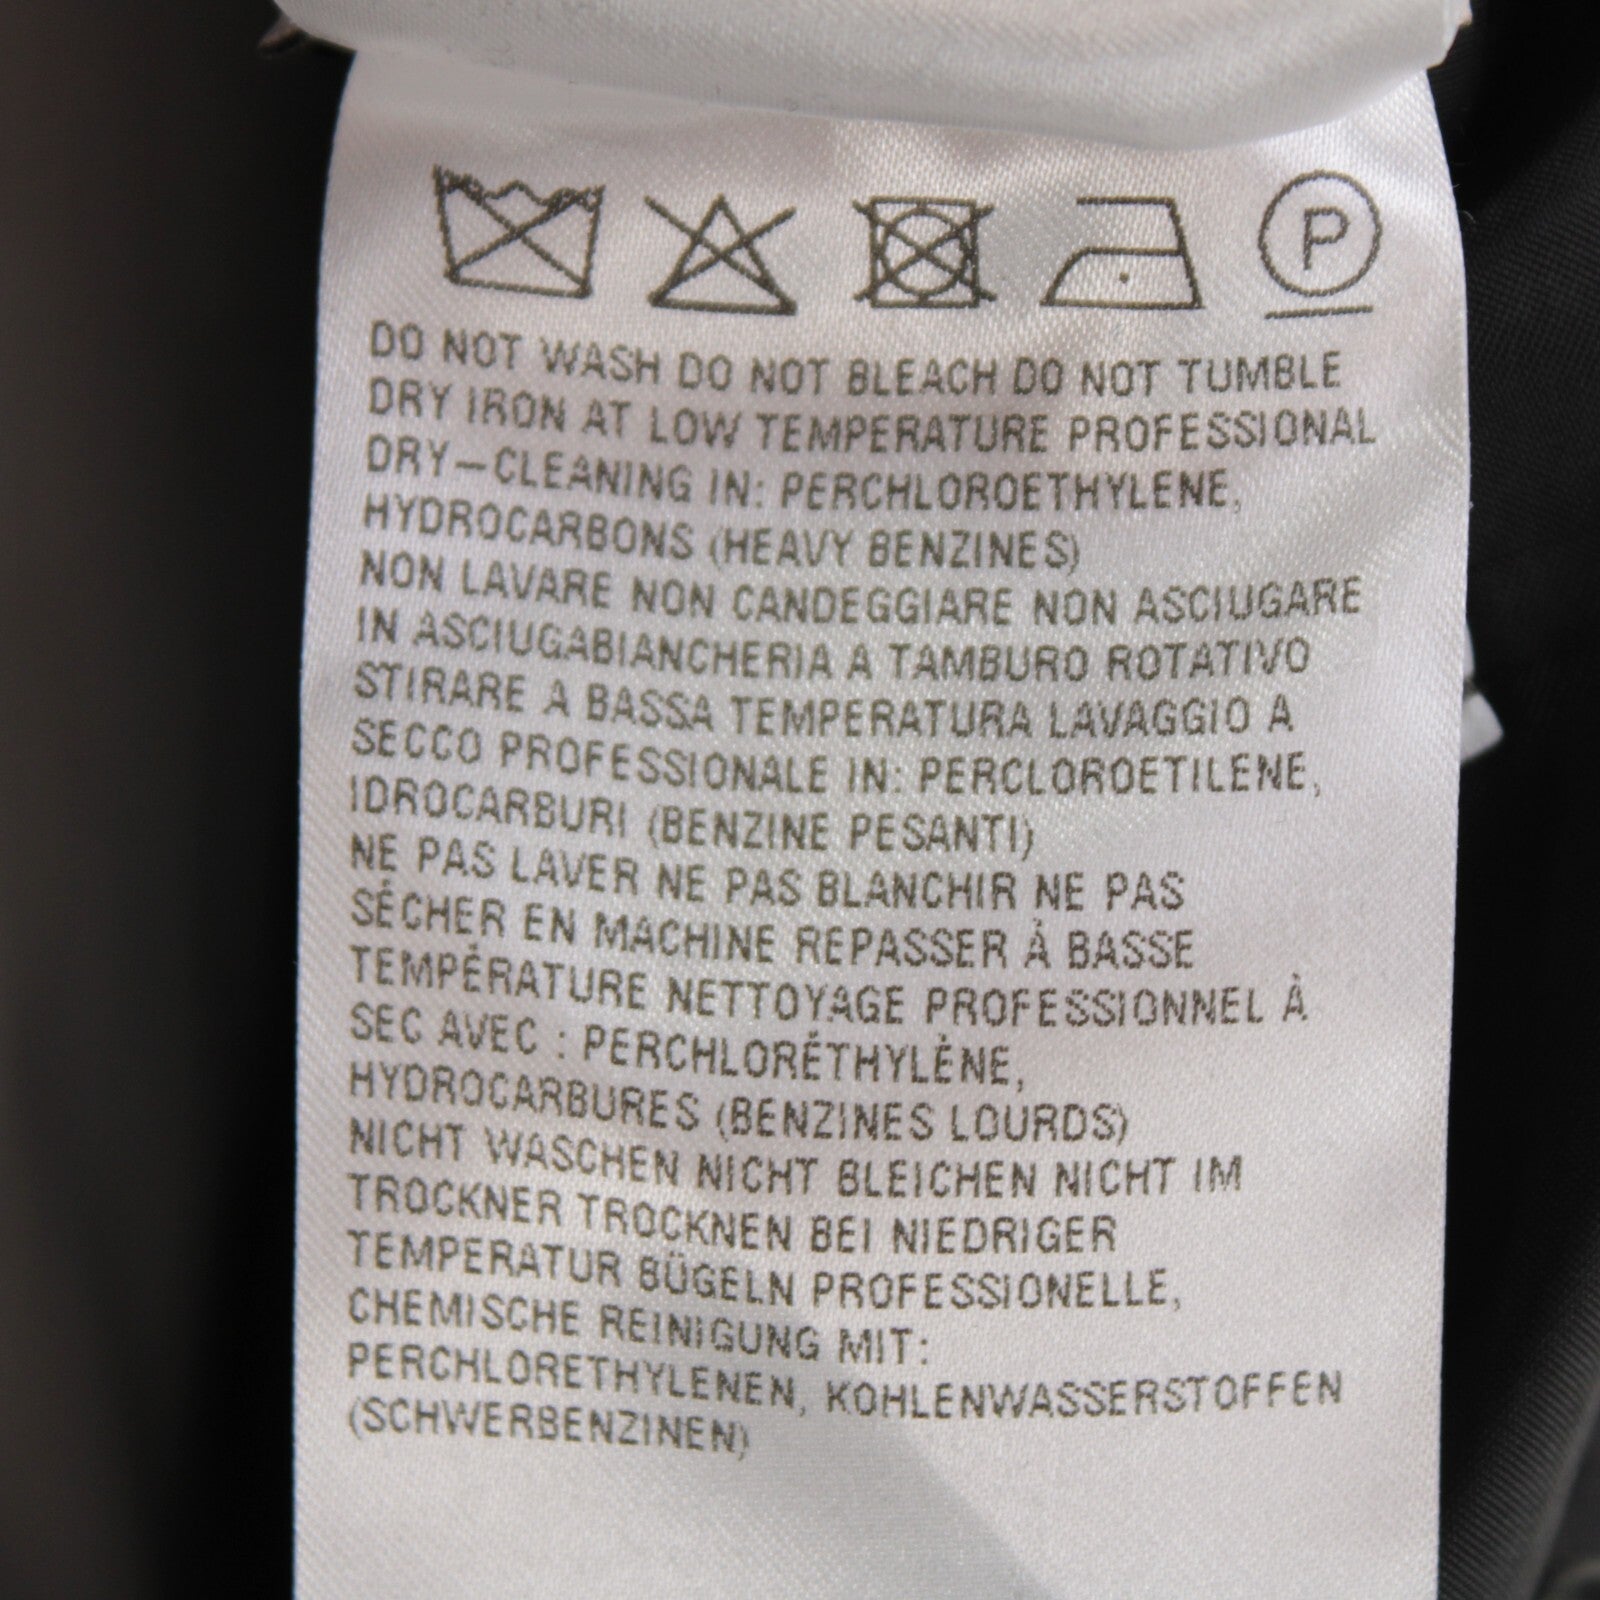 P
DO NOT WASH DO NOT BLEACH DO NOT TUMBLE
DRY IRON AT LOW TEMPERATURE PROFESSIONAL
DRY-CLEANING IN: PERCHLOROETHYLENE,
HYDROCARBONS (HEAVY BENZINES)
NON LAVARE NON CANDEGGIARE NON ASCIUGARE
IN ASCIUGABIANCHERIA A TAMBURO ROTATIVO
STIRARE A BASSA TEMPERATURA LAVAGGIO A
SECCO PROFESSIONALE IN: PERCLOROETILENE,
IDROCARBURI (BENZINE PESANTI)
NE PAS LAVER NE PAS BLANCHIR NE PAS
SÉCHER EN MACHINE REPASSER À BASSE
TEMPÉRATURE NETTOYAGE PROFESSIONNEL À
SEC AVEC : PERCHLORÉTHYLÈNE,
HYDROCARBURES (BENZINES LOURDS)
NICHT WASCHEN NICHT BLEICHEN NICHT IM
TROCKNER TROCKNEN BEI NIEDRIGER
TEMPERATUR BÜGELN PROFESSIONELLE,
CHEMISCHE REINIGUNG MIT:
PERCHLORETHYLENEN, KOHLENWASSERSTOFFEN
(SCHWERBENZINEN)